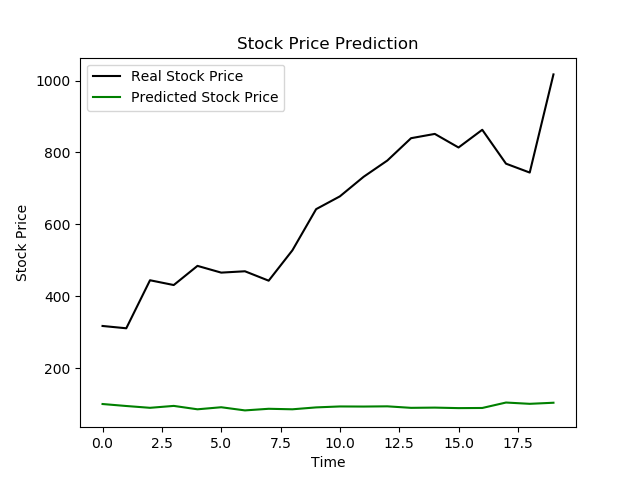 Stock Price Prediction
Real Stock Price
Predicted Stock Price
1000
800
600
400
200
Stock Price
0.0 2.5 5.0 7.5 10.0 12.5 15.0 17.5
Time